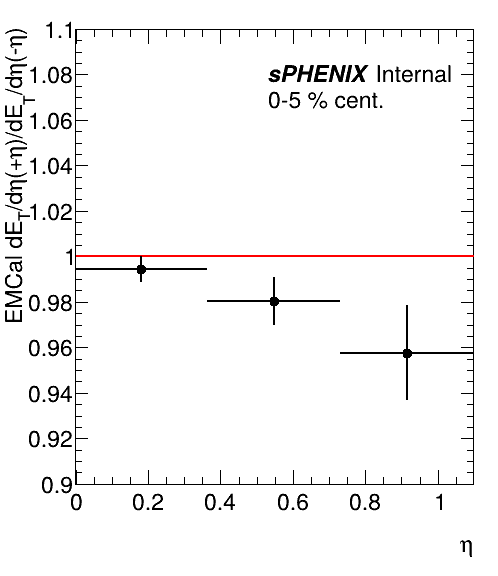 EMCal dE_T/dη(+η)/dE_T/dη(-η)
1.1
1.08
1.06
1.04
1.02
1
0.98
0.96
0.94
0.92
0.9
sPHENIX Internal
0-5 % cent.
0 0.2 0.4 0.6 0.8 1
η